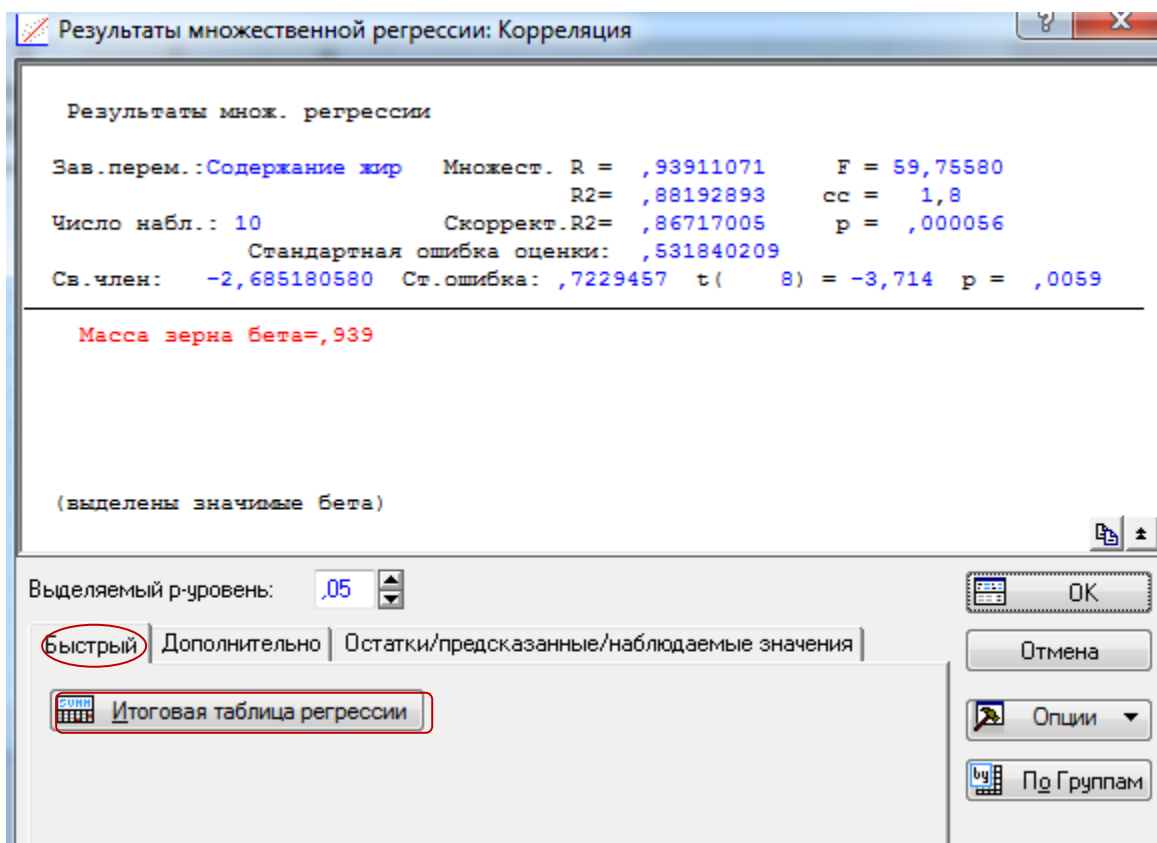 Результаты множественной регрессии: Корреляция
Результаты множ. регрессии
Зав.перем.:Содержание жир Множест. R = ,93911071 F = 59,75580
R2= ,88192893 сс = 1,8
Число набл.: 10 Скоррект.R2= ,86717005 p = ,000056
Стандартная ошибка оценки: ,531840209
Св.член: -2,685180580 Ст.ошибка: ,7229457 t( 8) = -3,714 p = ,0059
Масса зерна бета=,939
(выделены значимые бета)
Выделяемый p-уровень: ,05
OK
Быстрый Дополнительно Остатки/предсказанные/наблюдаемые значения
Отмена
SUMM Итоговая таблица регрессии
Опции
by По Группам